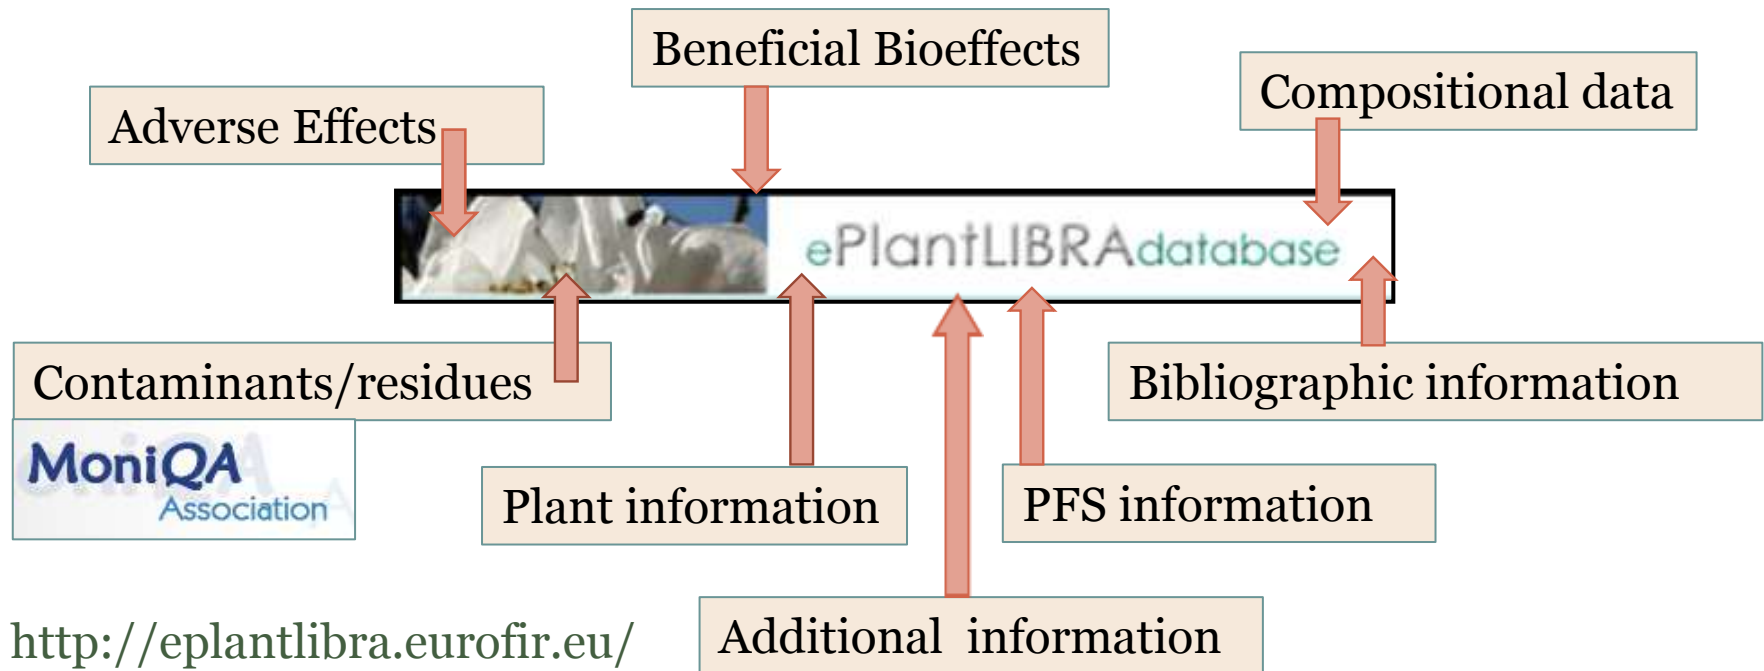 Beneficial Bioeffects
Compositional data
Adverse Effects
ePlantLIBRAdatabase
Contaminants/residues
Bibliographic information
MoniQA
Association
Plant information
PFS information
http://eplantlibra.eurofir.eu/
Additional information